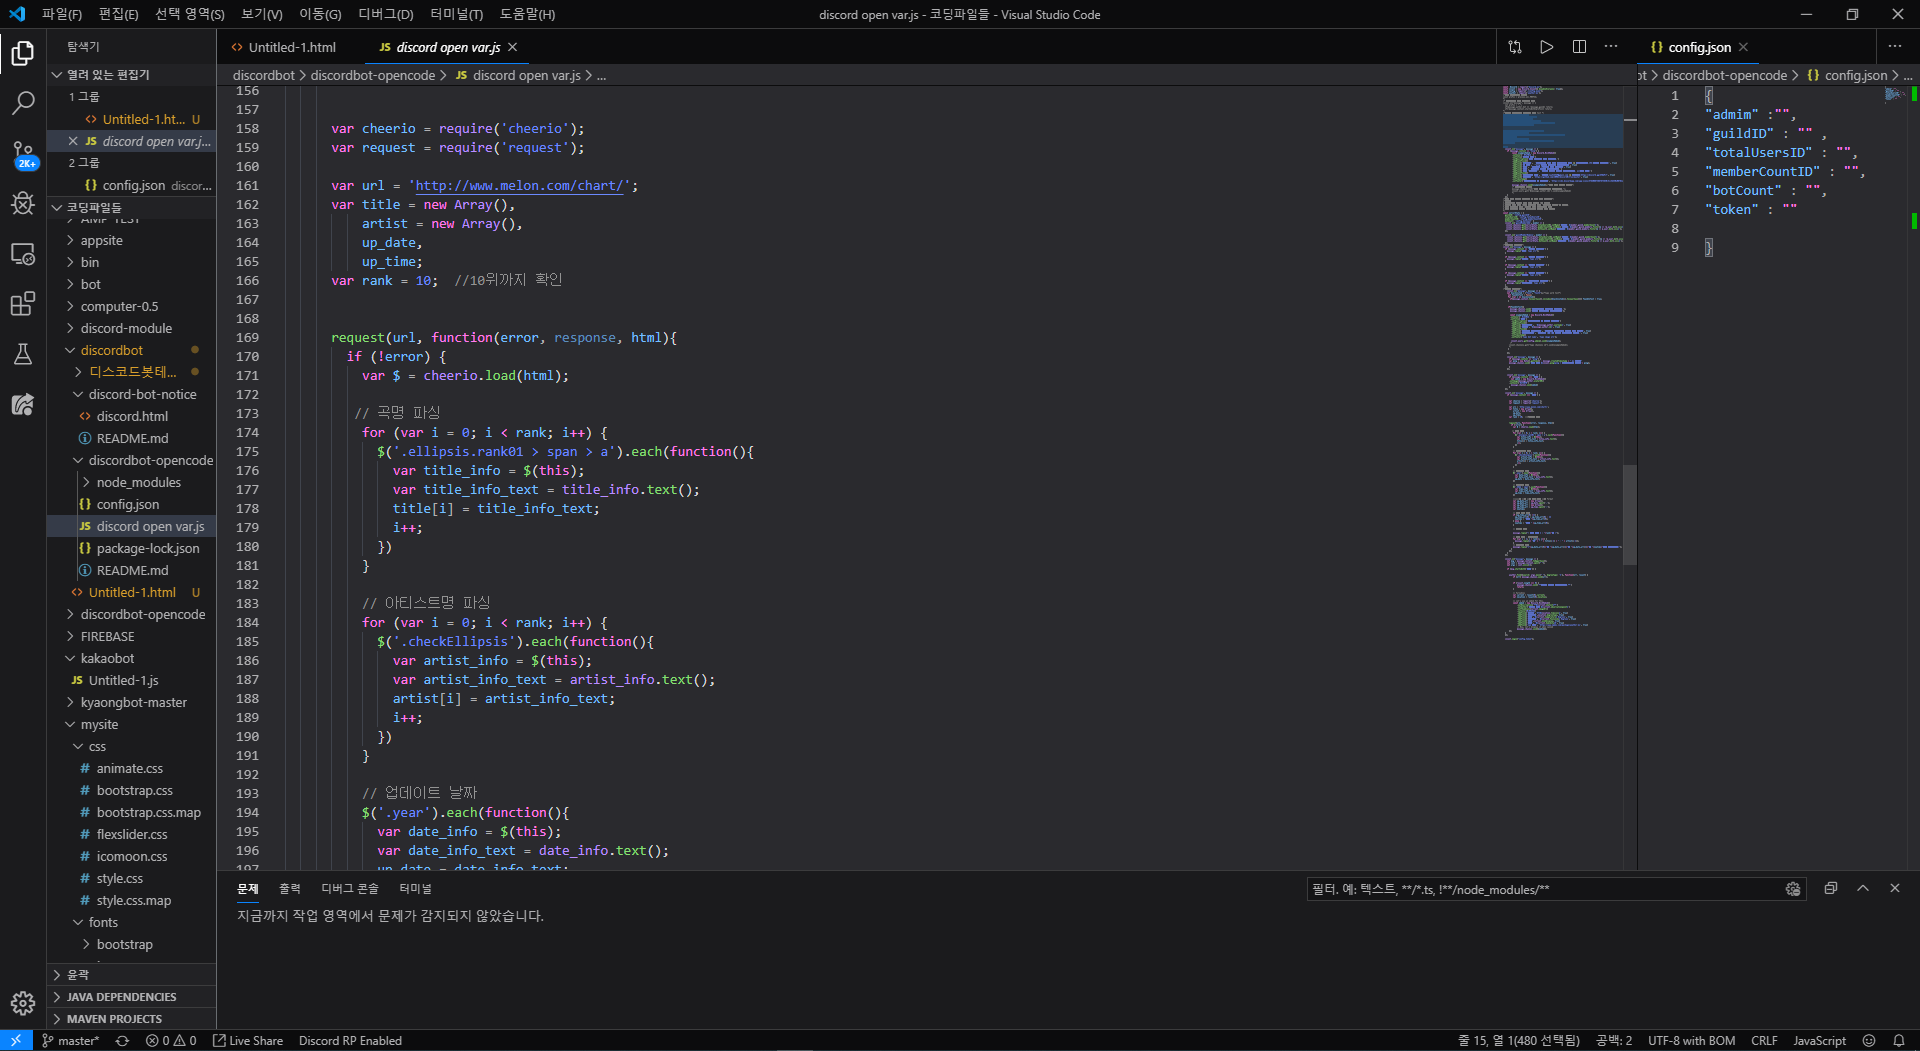 파일(F) 편집(E) 선택 영역(S) 보기(V) 이동(G) 디버그(D) 터미널(T) 도움말(H)
discord open var.js - 코딩파일들 - Visual Studio Code
탐색기
열려 있는 편집기
1 그룹
Untitled-1.ht... U
discord open var.j...
2 그룹
config.json discor...
코딩파일들
AMP TEST
appsite
bin
bot
computer-0.5
discord-module
discordbot
디스코드봇테...
discord-bot-notice
discord.html
README.md
discordbot-opencode
node_modules
config.json
discord open var.js
package-lock.json
README.md
Untitled-1.html U
discordbot-opencode
FIREBASE
kakaobot
Untitled-1.js
kyaongbot-master
mysite
css
animate.css
bootstrap.css
bootstrap.css.map
flexslider.css
icomoon.css
style.css
style.css.map
fonts
bootstrap
윤곽
JAVA DEPENDENCIES
MAVEN PROJECTS
2K+
Untitled-1.html
discord open var.js
discordbot > discordbot-opencode > JS discord open var.js > ...
156
157
158 var cheerio = require('cheerio');
159 var request = require('request');
160
161 var url = 'http://www.melon.com/chart/';
162 var title = new Array(),
163 artist = new Array(),
164 up_date,
165 up_time;
166 var rank = 10; //10위까지 확인
167
168
169 request(url, function(error, response, html){
170 if (!error) {
171 var $ = cheerio.load(html);
172
173 // 곡명 파싱
174 for (var i = 0; i < rank; i++) {
175 $('.ellipsis.rank01 > span > a').each(function(){
176 var title_info = $(this);
177 var title_info_text = title_info.text();
178 title[i] = title_info_text;
179 i++;
180 })
181 }
182
183 // 아티스트명 파싱
184 for (var i = 0; i < rank; i++) {
185 $('.checkEllipsis').each(function(){
186 var artist_info = $(this);
187 var artist_info_text = artist_info.text();
188 artist[i] = artist_info_text;
189 i++;
190 })
191 }
192
193 // 업데이트 날짜
194 $('.year').each(function(){
195 var date_info = $(this);
196 var date_info_text = date_info.text();
197 up_date = date_info_text;
config.json
ot > discordbot-opencode > {} config.json > ...
1 {
2 "admim" :"",
3 "guildID" : "" ,
4 "totalUsersID" : "",
5 "memberCountID" : "",
6 "botCount" : "",
7 "token" : ""
8
9 }
문제 출력 디버그 콘솔 터미널
필터. 예: 텍스트, **/*.ts, !**/node_modules/**
지금까지 작업 영역에서 문제가 감지되지 않았습니다.
master* 0 0 Live Share Discord RP Enabled
줄 15, 열 1(480 선택됨) 공백: 2 UTF-8 with BOM CRLF JavaScript